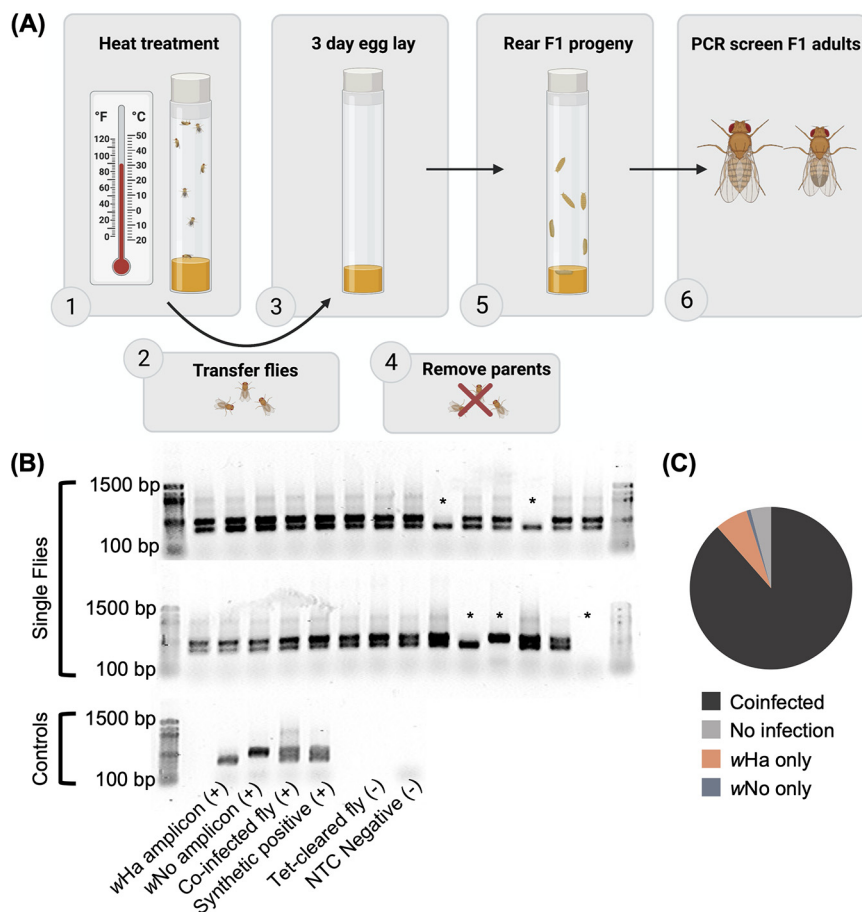 (A)
Heat treatment
3 day egg lay
Rear F1 progeny
PCR screen F1 adults
°F
°C
120
100
80
60
40
20
0
50
40
30
20
10
0
10
20
1
3
5
6
2
Transfer flies
4
Remove parents
(B)
(C)
Single Flies
1500 bp
100 bp
* *
1500 bp
100 bp
* * *
Controls
1500 bp
100 bp
wHa amplicon (+)
wNo amplicon (+)
Co-infected fly (+)
Synthetic positive (+)
Tet-cleared fly (-)
NTC Negative (-)
Coinfected
No infection
wHa only
wNo only